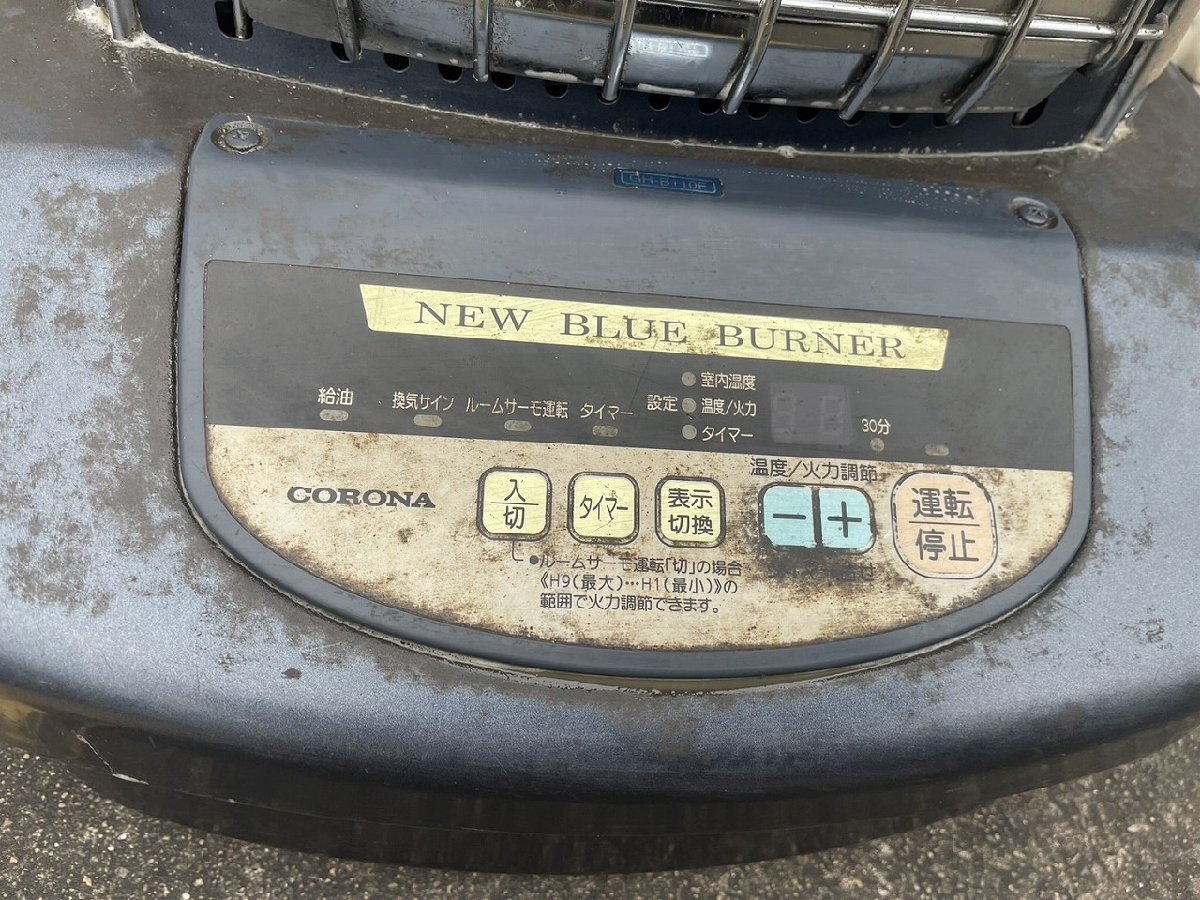 GH-B110F
NEW BLUE BURNER
給油 換気サイン ルームサーモ運転 タイマー 設定
室内温度
温度/火力
タイマー
30分
温度/火力調節
CORONA
入
切
タイマー
表示
切換
− +
運転
停止
●ルームサーモ運転「切」の場合
《H9(最大)…H1(最小)》の
範囲で火力調節できます。